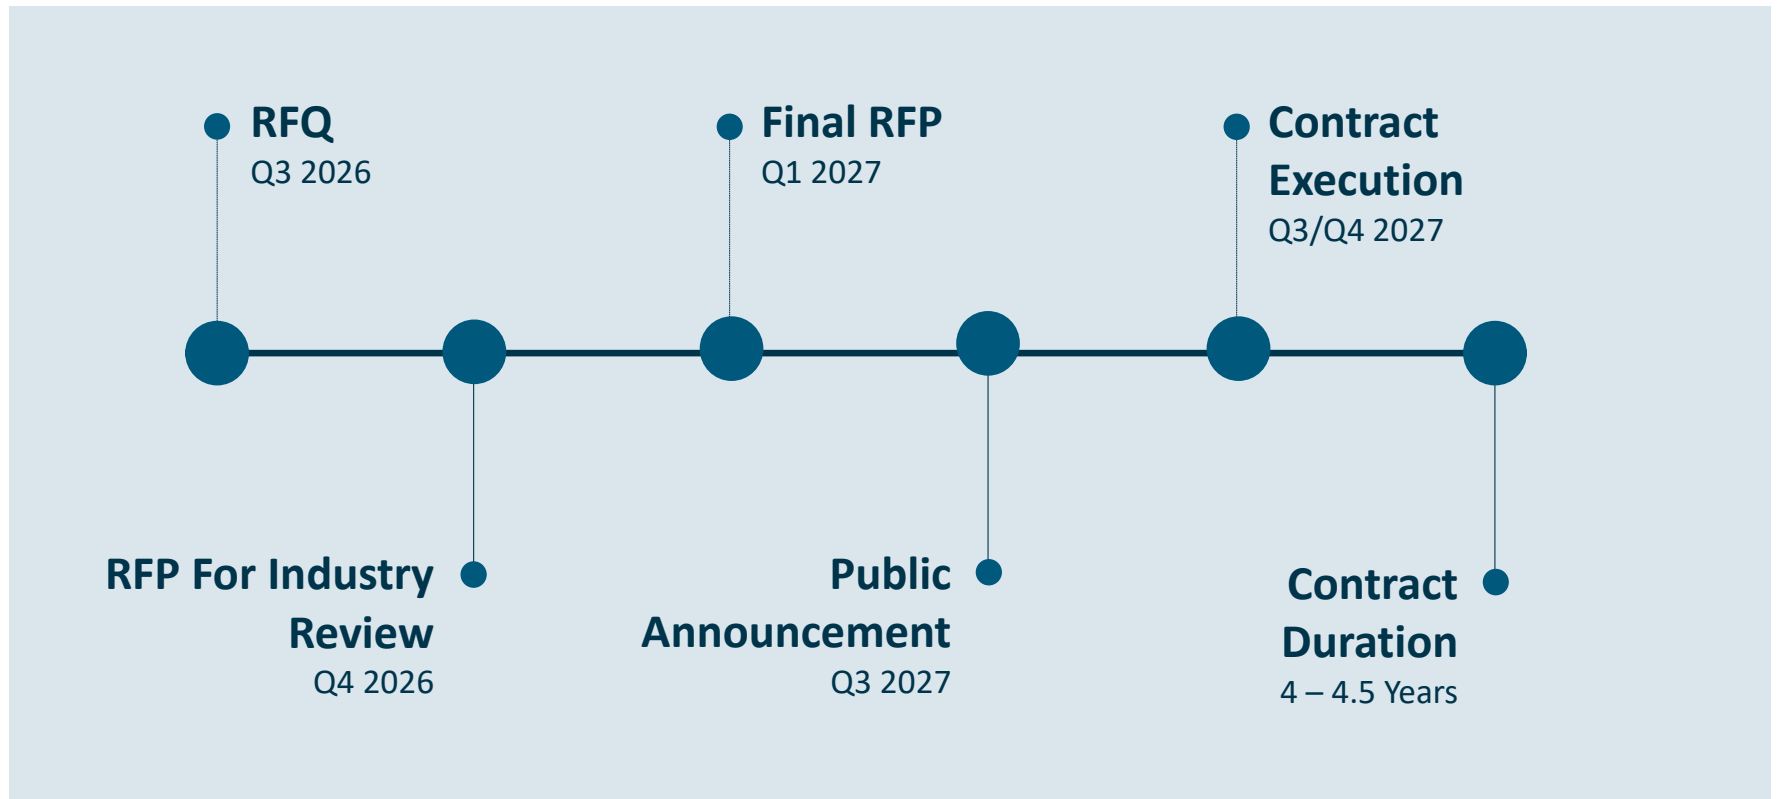 RFQ
Q3 2026
Final RFP
Q1 2027
Contract
Execution
Q3/Q4 2027
RFP For Industry
Review
Q4 2026
Public
Announcement
Q3 2027
Contract
Duration
4 – 4.5 Years